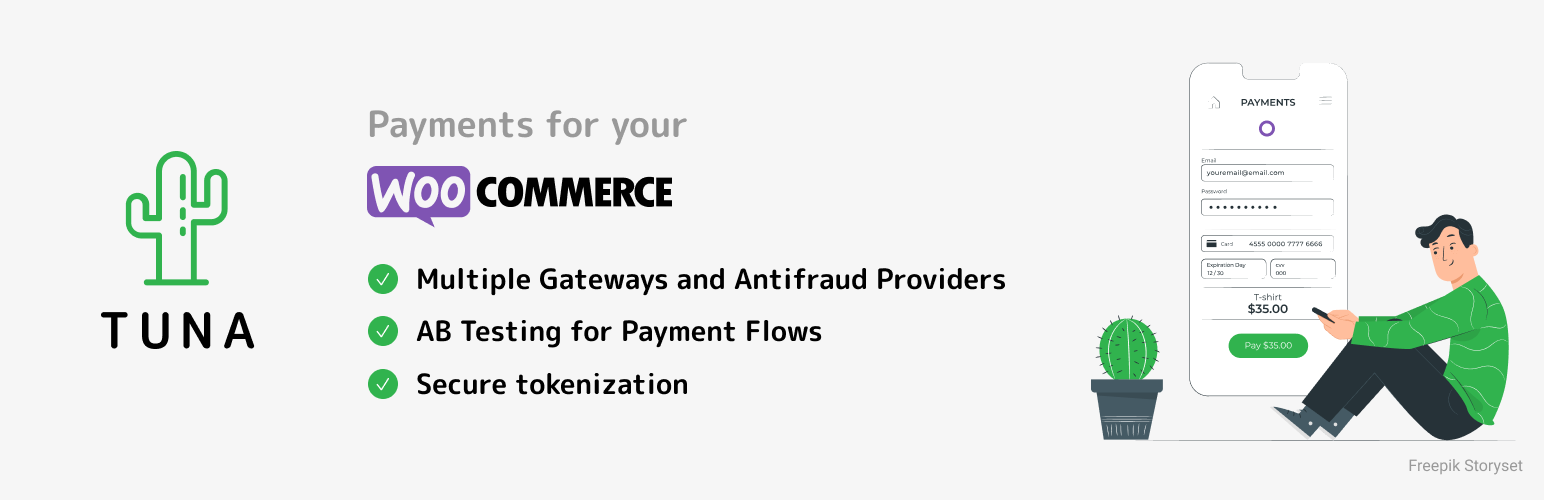 TUNA
Payments for your
WOO COMMERCE
Multiple Gateways and Antifraud Providers
AB Testing for Payment Flows
Secure tokenization
PAYMENTS
Email
youremail@email.com
Password
••••••••••
Card 4555 0000 7777 6666
Expiration Day cvv
12/30 000
T-shirt
$35.00
Pay $35.00
Freepik Storyset